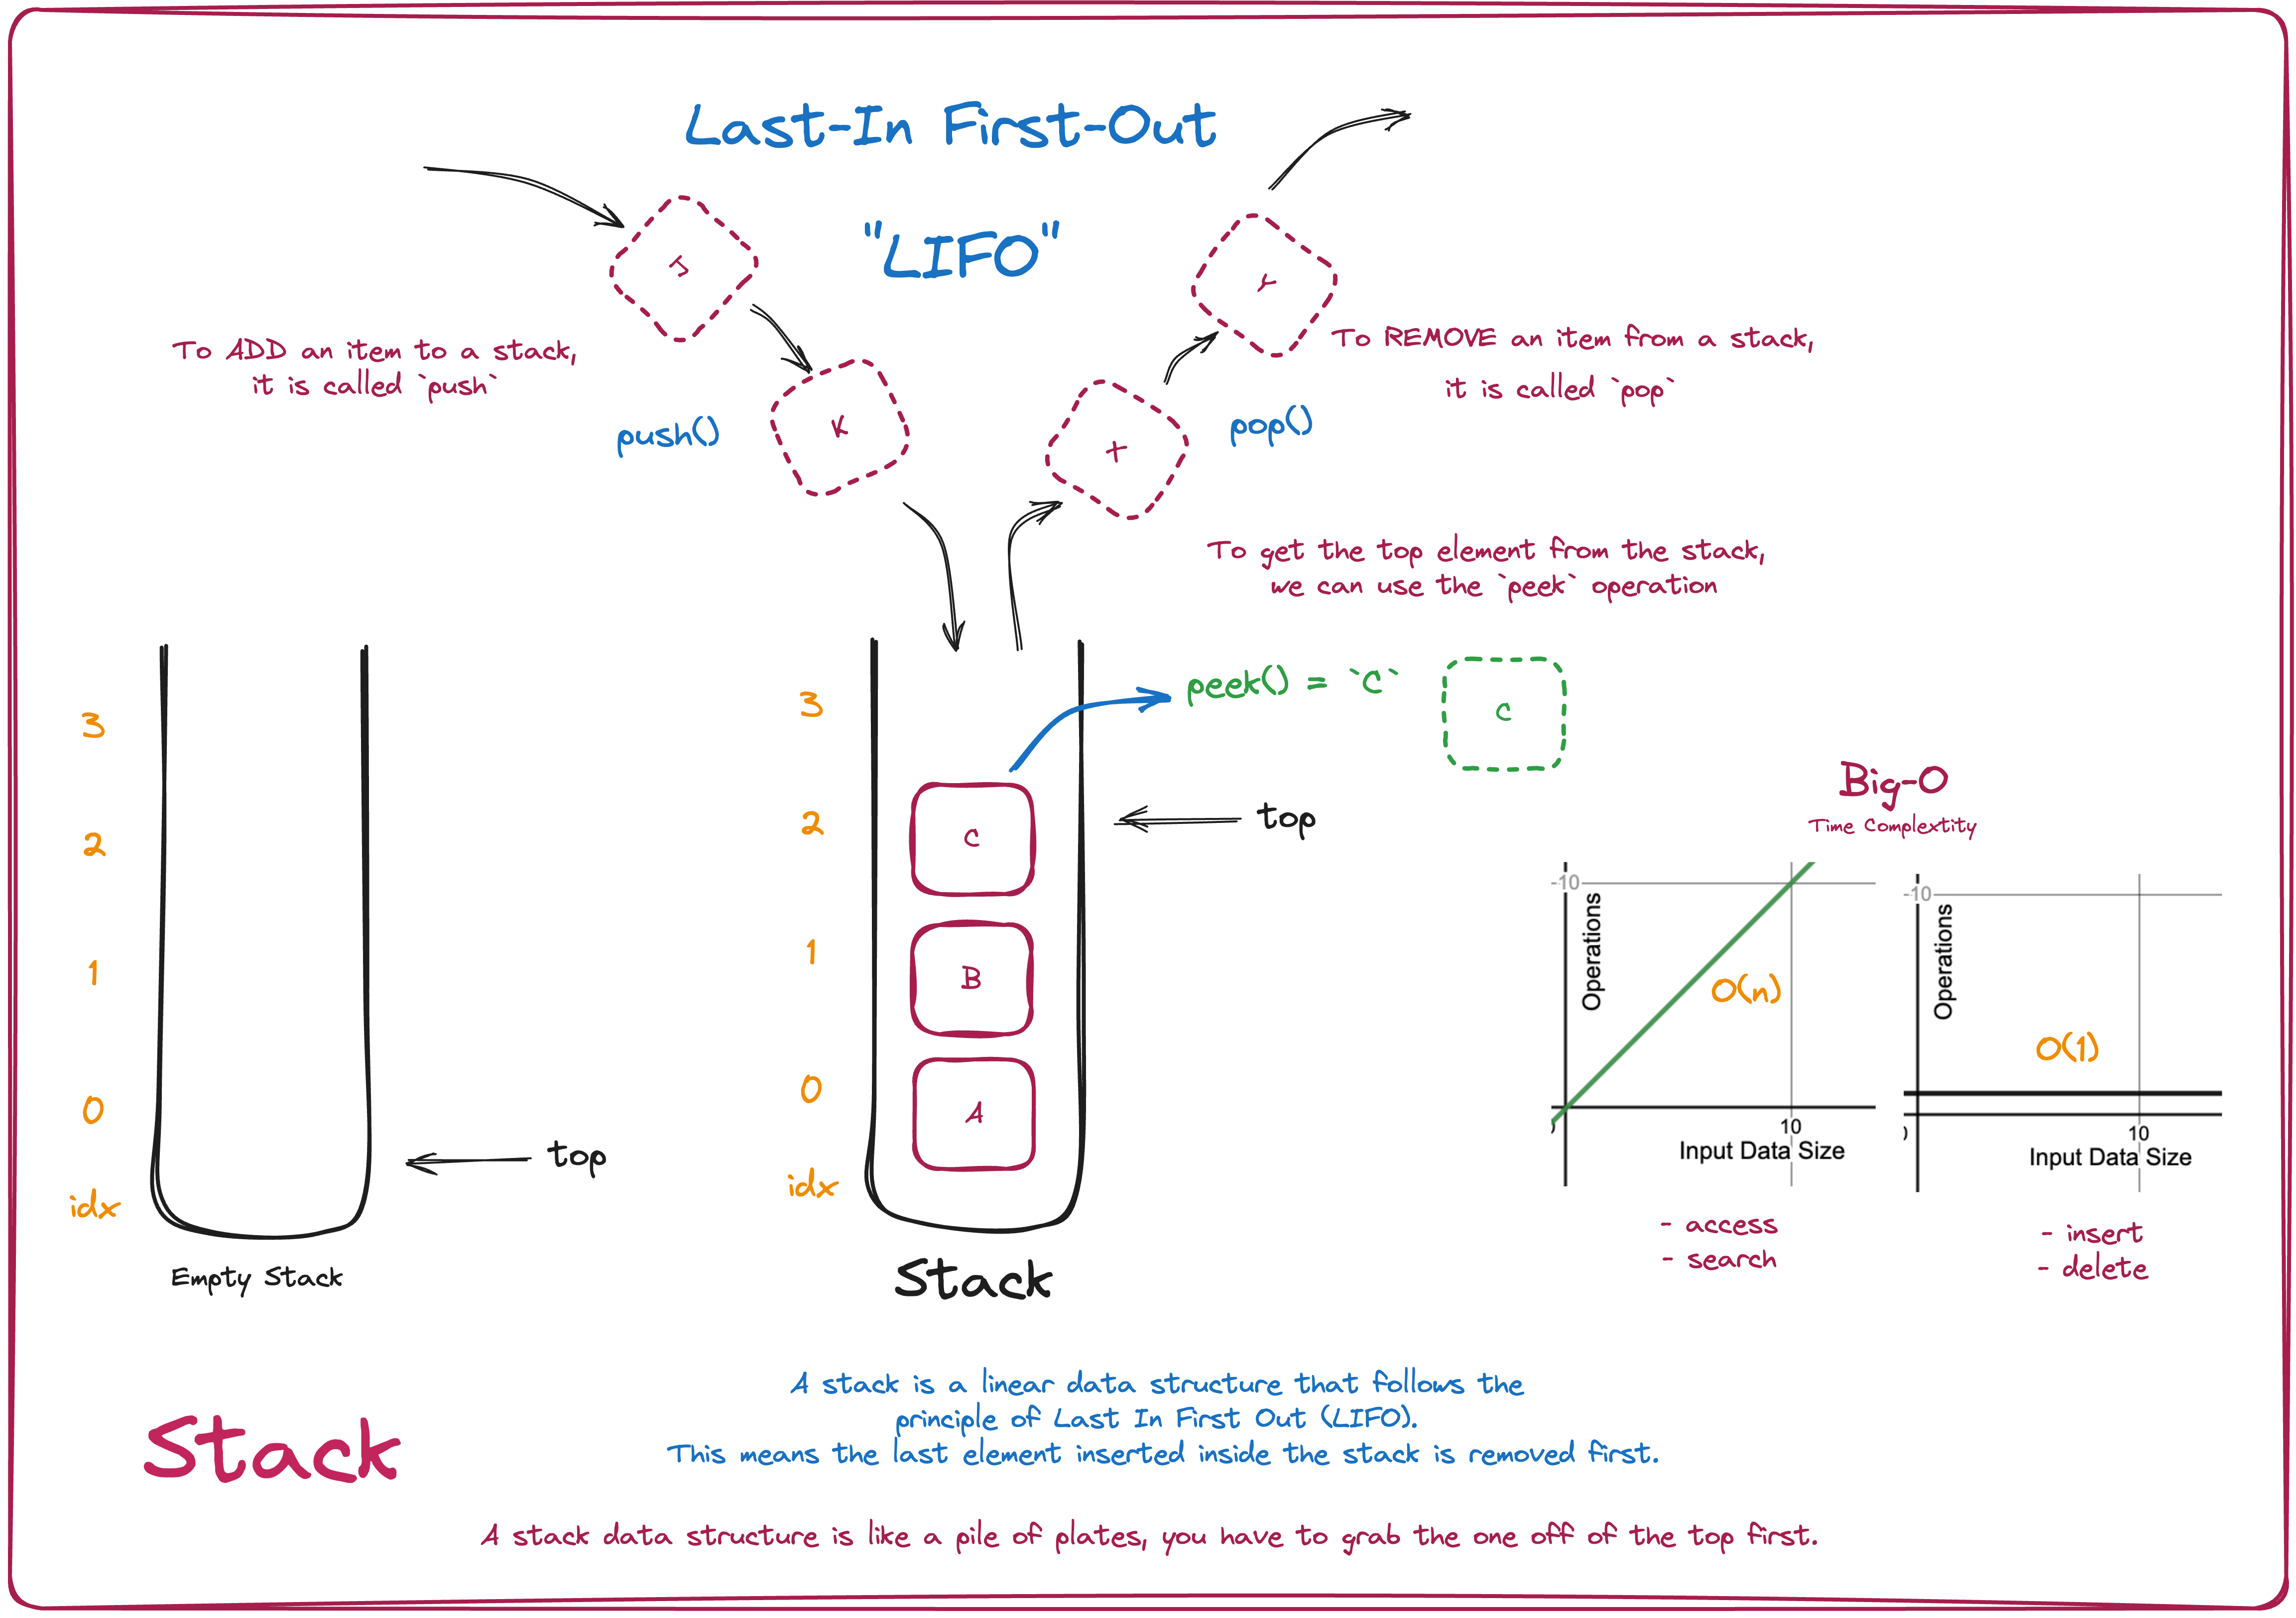 Last-In First-Out
"LIFO"
J
K
X
Y
To ADD an item to a stack,
it is called `push`
push()
pop()
To REMOVE an item from a stack,
it is called `pop`
To get the top element from the stack,
we can use the `peek` operation
peek() = `C`
C
3
2
1
0
idx
top
Empty Stack
3
2
1
0
idx
C
B
A
top
Stack
Big-O
Time Complextity
-10
Operations
O(n)
10
Input Data Size
- access
- search
-10
Operations
O(1)
10
Input Data Size
- insert
- delete
Stack
A stack is a linear data structure that follows the
principle of Last In First Out (LIFO).
This means the last element inserted inside the stack is removed first.
A stack data structure is like a pile of plates, you have to grab the one off of the top first.